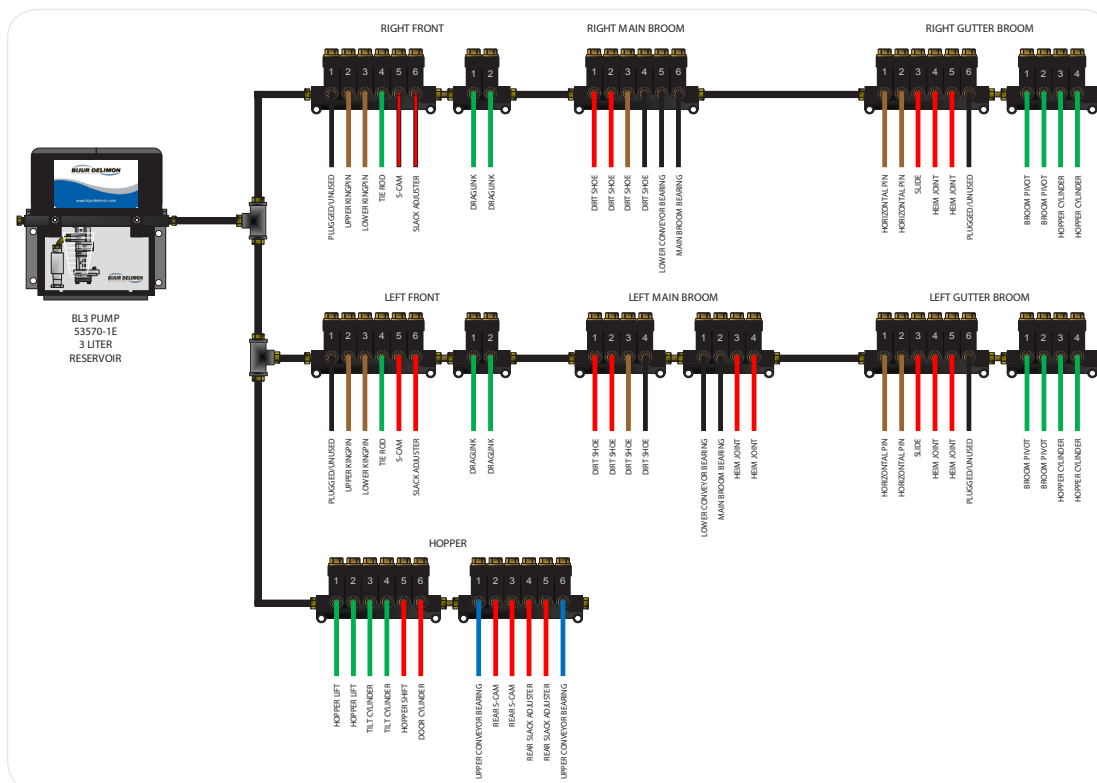 RIGHT FRONT
RIGHT MAIN BROOM
RIGHT GUTTER BROOM
1 2 3 4 5 6
1 2
1 2 3 4 5 6
1 2 3 4 5 6
1 2 3 4
PLUGGED/UNUSED
UPPER KINGPIN
LOWER KINGPIN
TIE ROD
S-CAM
SLACK ADJUSTER
DRAGLINK
DRAGLINK
DIRT SHOE
DIRT SHOE
DIRT SHOE
DIRT SHOE
LOWER CONVEYOR BEARING
MAIN BROOM BEARING
HORIZONTAL PIN
HORIZONTAL PIN
SLIDE
HEIM JOINT
HEIM JOINT
PLUGGED/UNUSED
BROOM PIVOT
BROOM PIVOT
HOPPER CYLINDER
HOPPER CYLINDER
BIJUR DELIMON
www.bijurdelimon.com
BIJUR DELIMON
BL3 PUMP
53570-1E
3 LITER
RESERVOIR
LEFT FRONT
LEFT MAIN BROOM
LEFT GUTTER BROOM
1 2 3 4 5 6
1 2
1 2 3 4
1 2 3 4
1 2 3 4 5 6
1 2 3 4
PLUGGED/UNUSED
UPPER KINGPIN
LOWER KINGPIN
TIE ROD
S-CAM
SLACK ADJUSTER
DRAGLINK
DRAGLINK
DIRT SHOE
DIRT SHOE
DIRT SHOE
DIRT SHOE
LOWER CONVEYOR BEARING
MAIN BROOM BEARING
HEIM JOINT
HEIM JOINT
HORIZONTAL PIN
HORIZONTAL PIN
SLIDE
HEIM JOINT
HEIM JOINT
PLUGGED/UNUSED
BROOM PIVOT
BROOM PIVOT
HOPPER CYLINDER
HOPPER CYLINDER
HOPPER
1 2 3 4 5 6
1 2 3 4 5 6
HOPPER LIFT
HOPPER LIFT
TILT CYLINDER
TILT CYLINDER
HOPPER SHIFT
DOOR CYLINDER
UPPER CONVEYOR BEARING
REAR S-CAM
REAR S-CAM
REAR SLACK ADJUSTER
REAR SLACK ADJUSTER
UPPER CONVEYOR BEARING